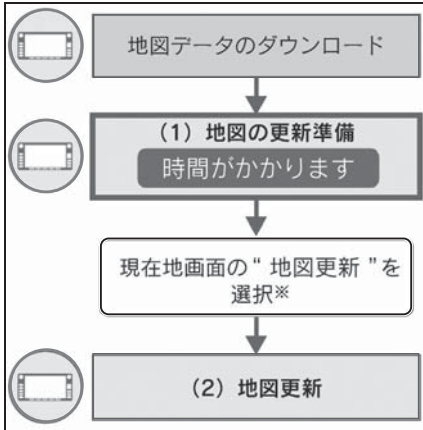 地図データのダウンロード
（1）地図の更新準備
時間がかかります
現在地画面の“ 地図更新 ”を
選択※
（2）地図更新